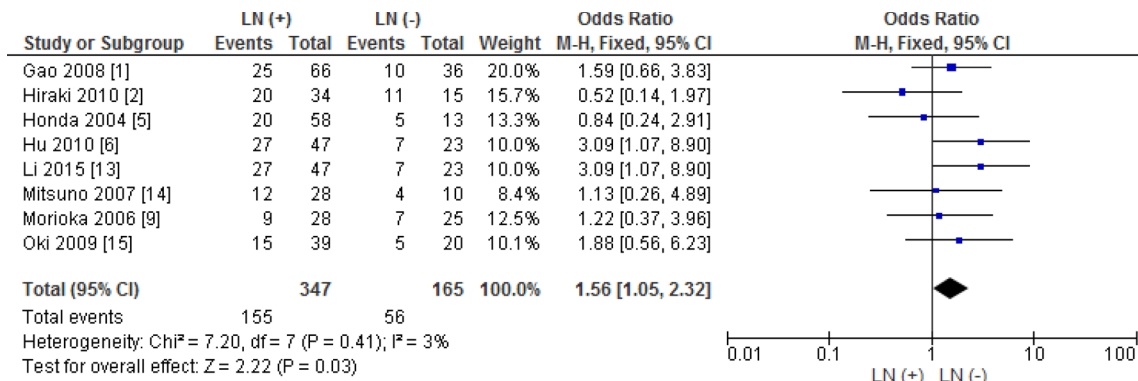 LN (+) LN (-) Odds Ratio Odds Ratio
Study or Subgroup Events Total Events Total Weight M-H, Fixed, 95% CI M-H, Fixed, 95% CI
Gao 2008 [1] 25 66 10 36 20.0% 1.59 [0.66, 3.83]
Hiraki 2010 [2] 20 34 11 15 15.7% 0.52 [0.14, 1.97]
Honda 2004 [5] 20 58 5 13 13.3% 0.84 [0.24, 2.91]
Hu 2010 [6] 27 47 7 23 10.0% 3.09 [1.07, 8.90]
Li 2015 [13] 27 47 7 23 10.0% 3.09 [1.07, 8.90]
Mitsuno 2007 [14] 12 28 4 10 8.4% 1.13 [0.26, 4.89]
Morioka 2006 [9] 9 28 7 25 12.5% 1.22 [0.37, 3.96]
Oki 2009 [15] 15 39 5 20 10.1% 1.88 [0.56, 6.23]
Total (95% CI) 347 165 100.0% 1.56 [1.05, 2.32]
Total events 155 56
Heterogeneity: Chi² = 7.20, df = 7 (P = 0.41); I² = 3%
Test for overall effect: Z = 2.22 (P = 0.03)
0.01 0.1 1 10 100
LN (+) LN (-)